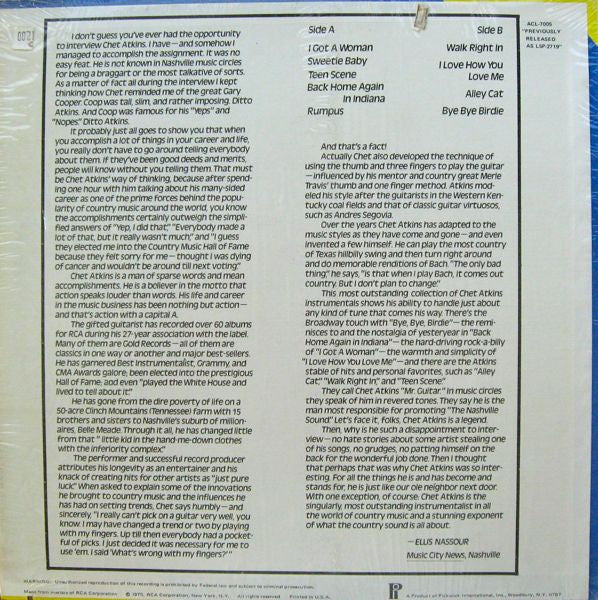 I don't guess you've ever had the opportunity
to interview Chet Atkins. I have—and somehow I
managed to accomplish the assignment. It was no
easy feat. He is not known in Nashville music circles
for being a braggart or the most talkative of sorts.
As a matter of fact all during the interview I kept
thinking how Chet reminded me of the great Gary
Cooper. Coop was tall, slim, and rather imposing. Ditto
Atkins. And Coop was famous for his "Yeps" and
"Nopes." Ditto Atkins.
It probably just all goes to show you that when
you accomplish a lot of things in your career and life,
you really don't have to go around telling everybody
about them. If they've been good deeds and merits,
people will know without you telling them. That must
be Chet Atkins' way of thinking, because after spend-
ing one hour with him talking about his many-sided
career as one of the prime forces behind the popu-
larity of country music around the world, you know
the accomplishments certainly outweigh the simpli-
fied answers of "Yep, I did that," "Everybody made a
lot of that, but it really wasn't much," and "I guess
they elected me into the Country Music Hall of Fame
because they felt sorry for me—thought I was dying
of cancer and wouldn't be around till next voting."
Chet Atkins is a man of sparse words and mean
accomplishments. He is a believer in the motto that
action speaks louder than words. His life and career
in the music business has been nothing but action—
and that's action with a capital A.
The gifted guitarist has recorded over 60 albums
for RCA during his 27-year association with the label.
Many of them are Gold Records—all of them are
classics in one way or another and major best-sellers.
He has garnered Best Instrumentalist, Grammy, and
CMA Awards galore; been elected into the prestigious
Hall of Fame, and even "played the White House and
lived to tell about it."
He has gone from the dire poverty of life on a
50-acre Clinch Mountains (Tennessee) farm with 15
brothers and sisters to Nashville's suburb of million-
aires, Belle Meade. Through it all, he has changed little
from that "little kid in the hand-me-down clothes
with the inferiority complex."
The performer and successful record producer
attributes his longevity as an entertainer and his
knack of creating hits for other artists as "just pure
luck." When asked to explain some of the innovations
he brought to country music and the influences he
has had on setting trends, Chet says humbly—and
sincerely, "I really can't pick on a guitar very well, you
know. I may have changed a trend or two by playing
with my fingers. Up till then everybody had a pocket-
ful of picks. I just decided it was necessary for me to
use 'em. I said 'What's wrong with my fingers?'"
Side A
I Got A Woman
Sweetie Baby
Teen Scene
Back Home Again
In Indiana
Rumpus
Side B
Walk Right In
I Love How You
Love Me
Alley Cat
Bye Bye Birdie
ACL-7005
"PREVIOUSLY
RELEASED
AS LSP-2719"
And that's a fact!
Actually Chet also developed the technique of
using the thumb and three fingers to play the guitar
—influenced by his mentor and country great Merle
Travis' thumb and one finger method. Atkins mod-
eled his style after the guitarists in the Western Ken-
tucky coal fields and that of classic guitar virtuosos,
such as Andres Segovia.
Over the years Chet Atkins has adapted to the
music styles as they have come and gone—and even
invented a few himself. He can play the most country
of Texas hillbilly swing and then turn right around
and do memorable renditions of Bach. "The only bad
thing," he says, "is that when I play Bach, it comes out
country. But I don't plan to change."
This most outstanding collection of Chet Atkins
instrumentals shows his ability to handle just about
any kind of tune that comes his way. There's the
Broadway touch with "Bye, Bye, Birdie—the remi-
nisces to and the nostalgia of yesteryear in "Back
Home Again in Indiana"—the hard-driving rock-a-billy
of "I Got A Woman"—the warmth and simplicity of
"I Love How You Love Me"—and there are the Atkins
stable of hits and personal favorites, such as "Alley
Cat," "Walk Right In," and "Teen Scene."
They call Chet Atkins "Mr. Guitar." In music circles
they speak of him in revered tones. They say he is the
man most responsible for promoting "The Nashville
Sound." Let's face it, folks, Chet Atkins is a legend.
Then, why is he such a disappointment to inter-
view—no hate stories about some artist stealing one
of his songs, no grudges, no patting himself on the
back for the wonderful job done. Then I thought
that perhaps that was why Chet Atkins was so inter-
esting. For all the things he is and has become and
stands for, he is just like our ole neighbor next door.
With one exception, of course: Chet Atkins is the
singularly, most outstanding instrumentalist in all
the world of country music and a stunning exponent
of what the country sound is all about.
—ELLIS NASSOUR
Music City News, Nashville
WARNING: Unauthorized reproduction of this recording is prohibited by Federal law and subject to criminal prosecution.
Made from masters of RCA Corporation © 1975, RCA Corporation, New York, N.Y. All rights reserved Printed in U.S.A.
A Product of Pickwick International, Inc., Woodbury, N.Y. 11797